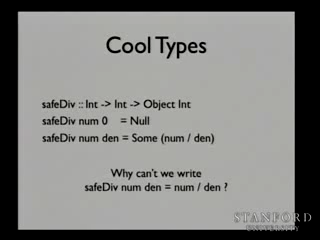 Cool Types
safeDiv :: Int -> Int -> Object Int
safeDiv num 0 = Null
safeDiv num den = Some (num / den)
Why can't we write
safeDiv num den = num / den ?
STANFORD
UNIVERSITY